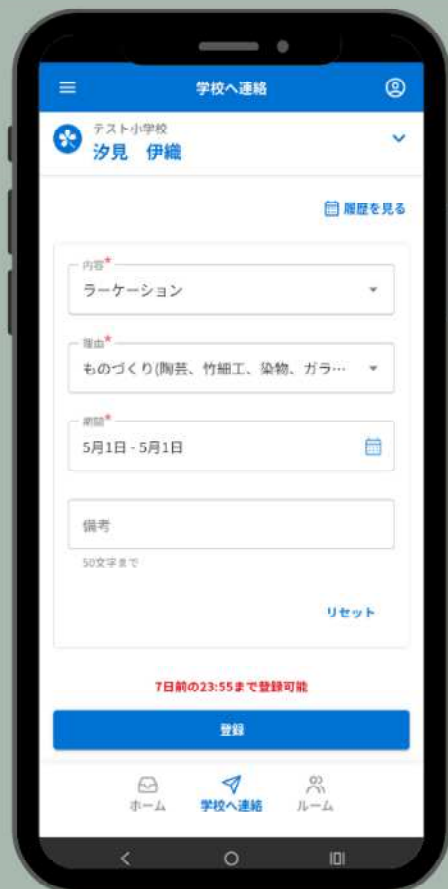 学校へ連絡
テスト小学校
汐見 伊織
履歴を見る
内容*
ラーケーション
理由*
ものづくり(陶芸、竹細工、染物、ガラ…
期間*
5月1日 - 5月1日
備考
50文字まで
リセット
7日前の23:55まで登録可能
登録
ホーム 学校へ連絡 ルーム